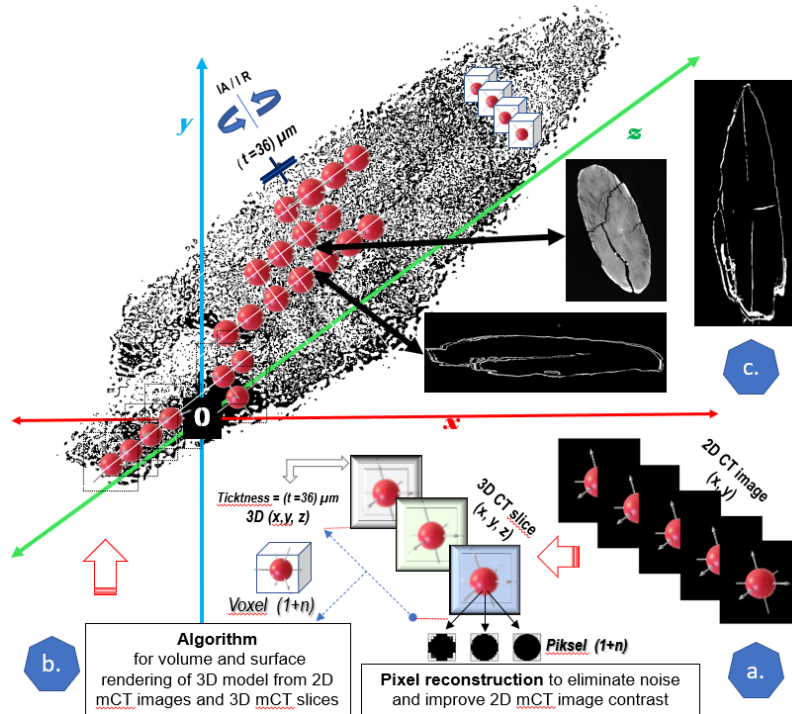 y
IA / I R
(t =36) µm
z
c.
0
x
2D CT image
(x, y)
3D CT slice
(x, y, z)
Ticktness = (t =36) µm
3D (x,y, z)
Voxel (1+n)
Piksel (1+n)
b.
Algorithm
for volume and surface
rendering of 3D model from 2D
mCT images and 3D mCT slices
Pixel reconstruction to eliminate noise
and improve 2D mCT image contrast
a.